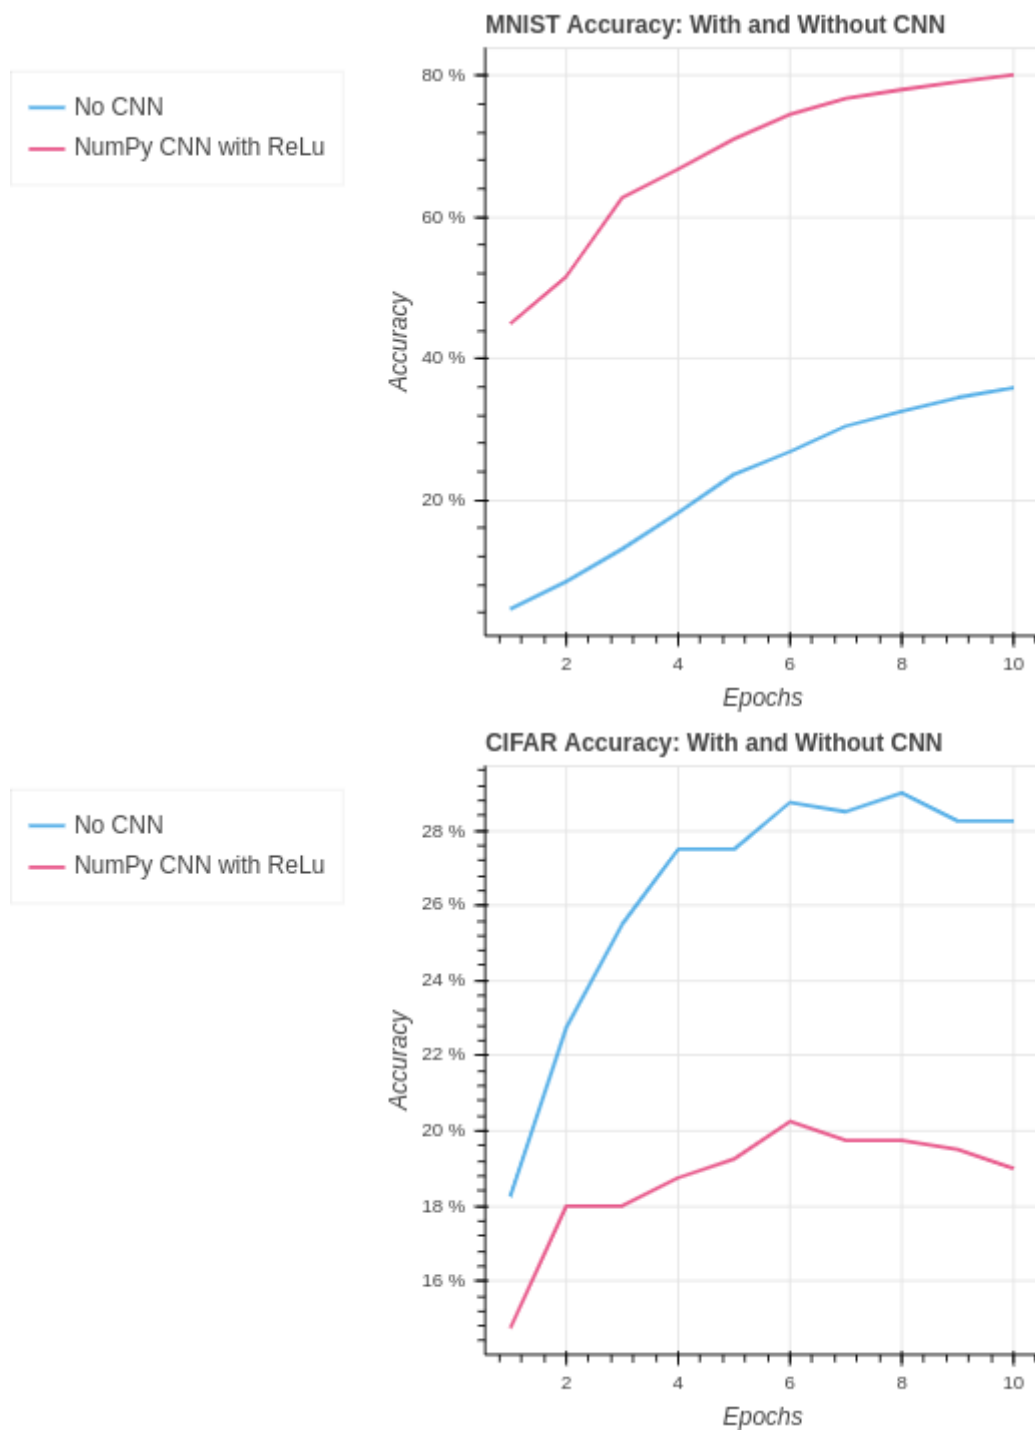 MNIST Accuracy: With and Without CNN
No CNN
NumPy CNN with ReLu
80 %
60 %
40 %
20 %
Accuracy
2 4 6 8 10
Epochs
CIFAR Accuracy: With and Without CNN
No CNN
NumPy CNN with ReLu
28 %
26 %
24 %
22 %
20 %
18 %
16 %
Accuracy
2 4 6 8 10
Epochs